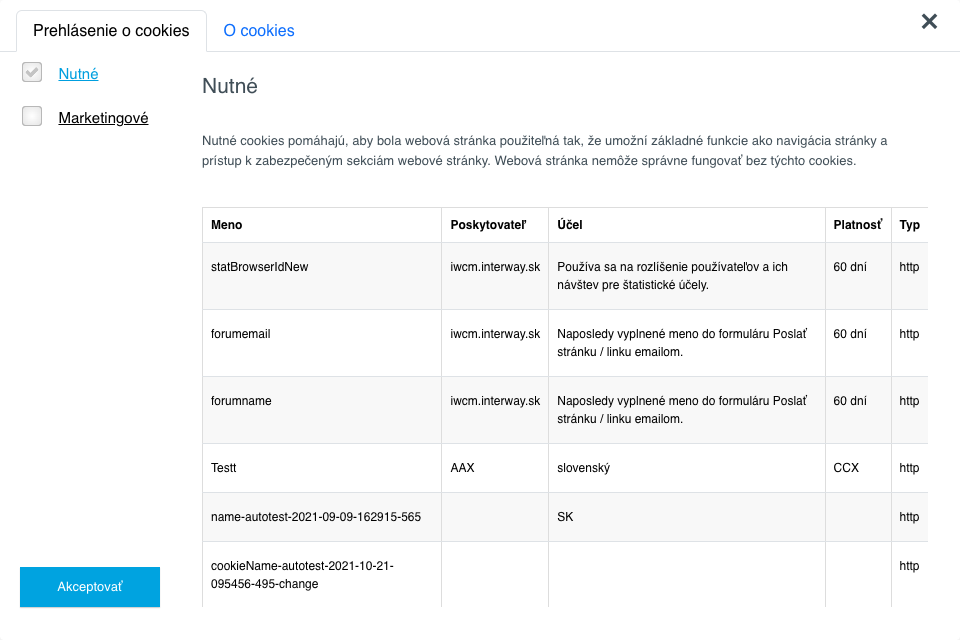 Prehlásenie o cookies
O cookies
Nutné
Marketingové
Nutné
Nutné cookies pomáhajú, aby bola webová stránka použiteľná tak, že umožní základné funkcie ako navigácia stránky a
prístup k zabezpečeným sekciám webové stránky. Webová stránka nemôže správne fungovať bez týchto cookies.
Meno Poskytovateľ Účel Platnosť Typ
statBrowserIdNew iwcm.interway.sk Používa sa na rozlíšenie používateľov a ich 60 dní http
návštev pre štatistické účely.
forumemail iwcm.interway.sk Naposledy vyplnené meno do formuláru Poslať 60 dní http
stránku / linku emailom.
forumname iwcm.interway.sk Naposledy vyplnené meno do formuláru Poslať 60 dní http
stránku / linku emailom.
Testt AAX slovenský CCX http
name-autotest-2021-09-09-162915-565 SK http
cookieName-autotest-2021-10-21- http
095456-495-change
Akceptovať